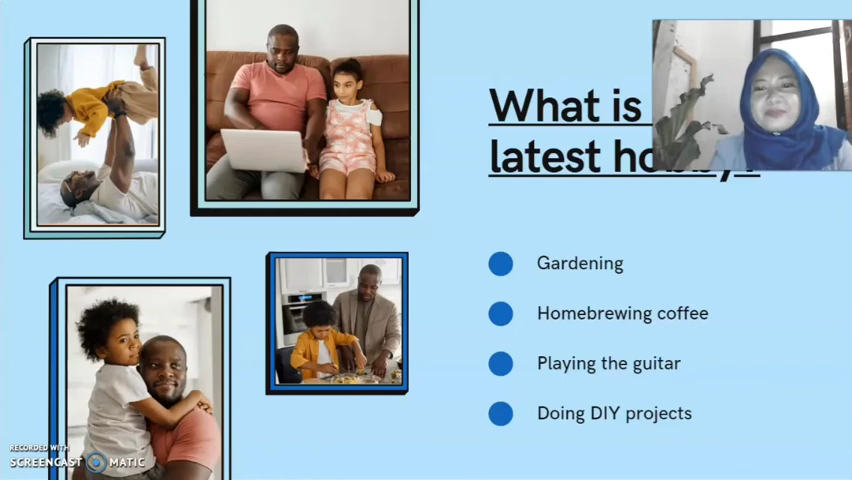 What is
latest ho
Gardening
Homebrewing coffee
Playing the guitar
Doing DIY projects
RECORDED WITH
SCREENCAST MATIC